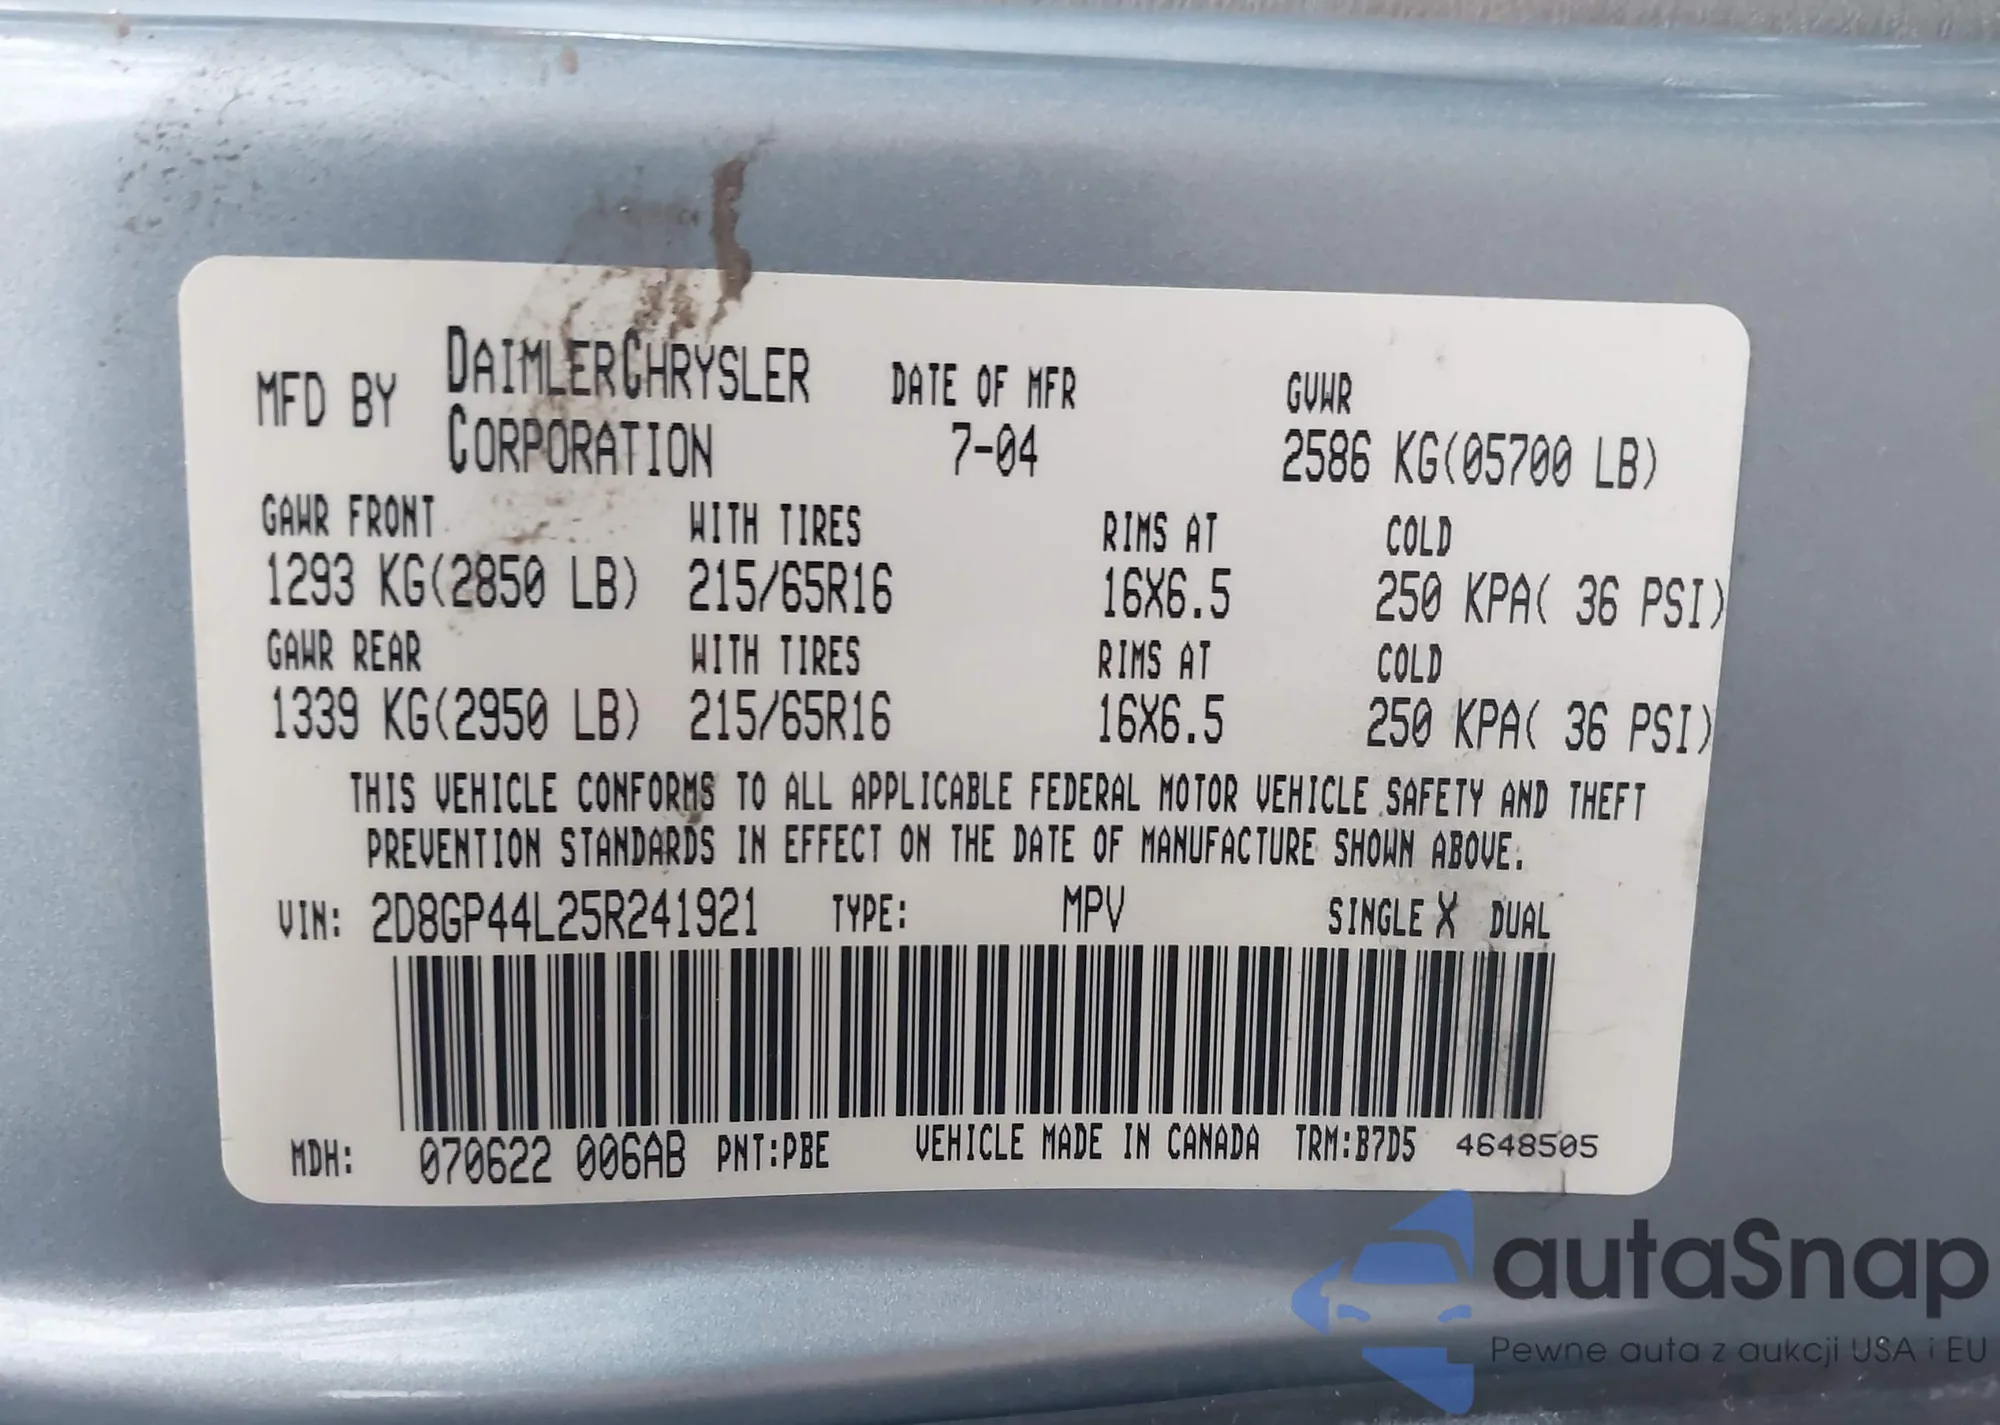 MFD BY DAIMLERCHRYSLER CORPORATION DATE OF MFR 7-04 GVWR 2586 KG(05700 LB)
GAWR FRONT WITH TIRES RIMS AT COLD
1293 KG(2850 LB) 215/65R16 16X6.5 250 KPA( 36 PSI)
GAWR REAR WITH TIRES RIMS AT COLD
1339 KG(2950 LB) 215/65R16 16X6.5 250 KPA( 36 PSI)
THIS VEHICLE CONFORMS TO ALL APPLICABLE FEDERAL MOTOR VEHICLE SAFETY AND THEFT
PREVENTION STANDARDS IN EFFECT ON THE DATE OF MANUFACTURE SHOWN ABOVE.
VIN: 2D8GP44L25R241921 TYPE: MPV SINGLE X DUAL
MDH: 070622 006AB PNT:PBE VEHICLE MADE IN CANADA TRM:B7D5 4648505
autaSnap
Pewne auta z aukcji USA i EU